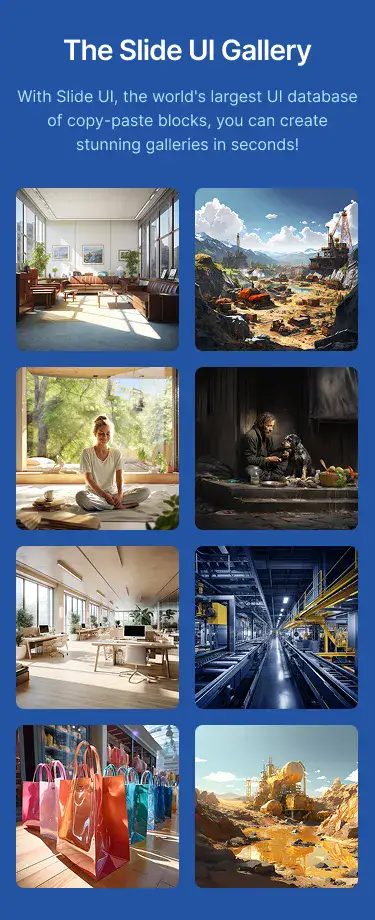 The Slide UI Gallery
With Slide UI, the world's largest UI database
of copy-paste blocks, you can create
stunning galleries in seconds!